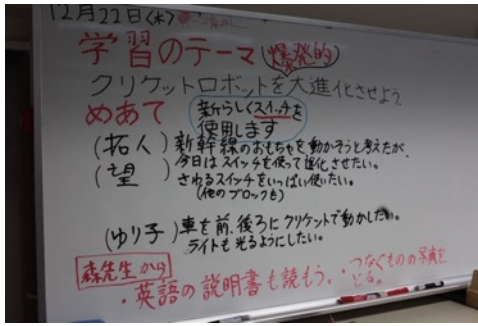 12月22日(木)
学習のテーマ(爆発的)
クリケットロボットを大進化させよう.
めあて
新らしくスイッチを
使用します
(拓人)新幹線のおもちゃを動かそうと考えたが、
(望)今日はスイッチを使って進化させたい。
さわるスイッチをいっぱい使いたい。
(他のブロックも)
(ゆり子)車を前、後ろにクリケットで動かしたい。
ライトも光るようにしたい。
森先生から
・英語の説明書も読もう。・つなぐものの写真を
とる。